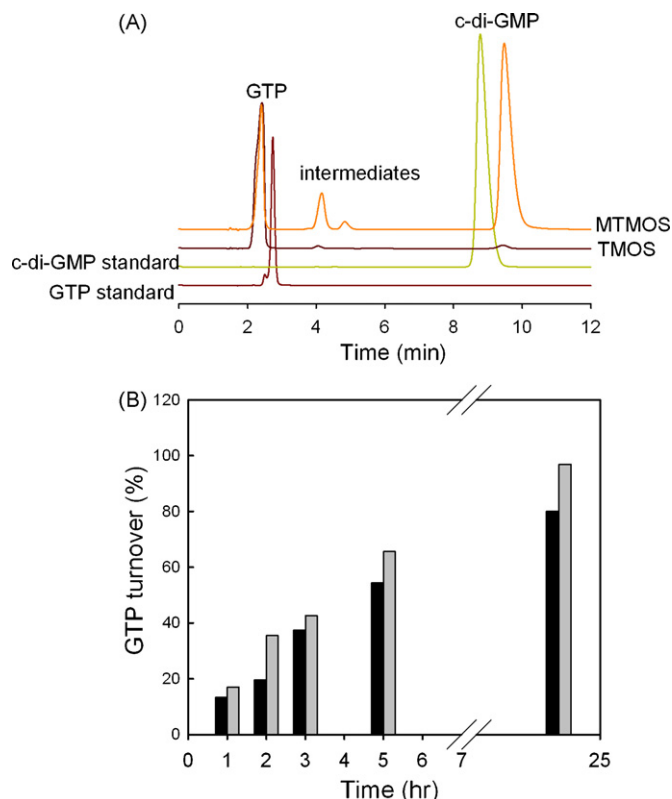 (A)
c-di-GMP
GTP
intermediates
MTMOS
TMOS
c-di-GMP standard
GTP standard
0 2 4 6 8 10 12
Time (min)
(B)
120
100
80
60
40
20
0
GTP turnover (%)
0 1 2 3 4 5 6 7 25
Time (hr)